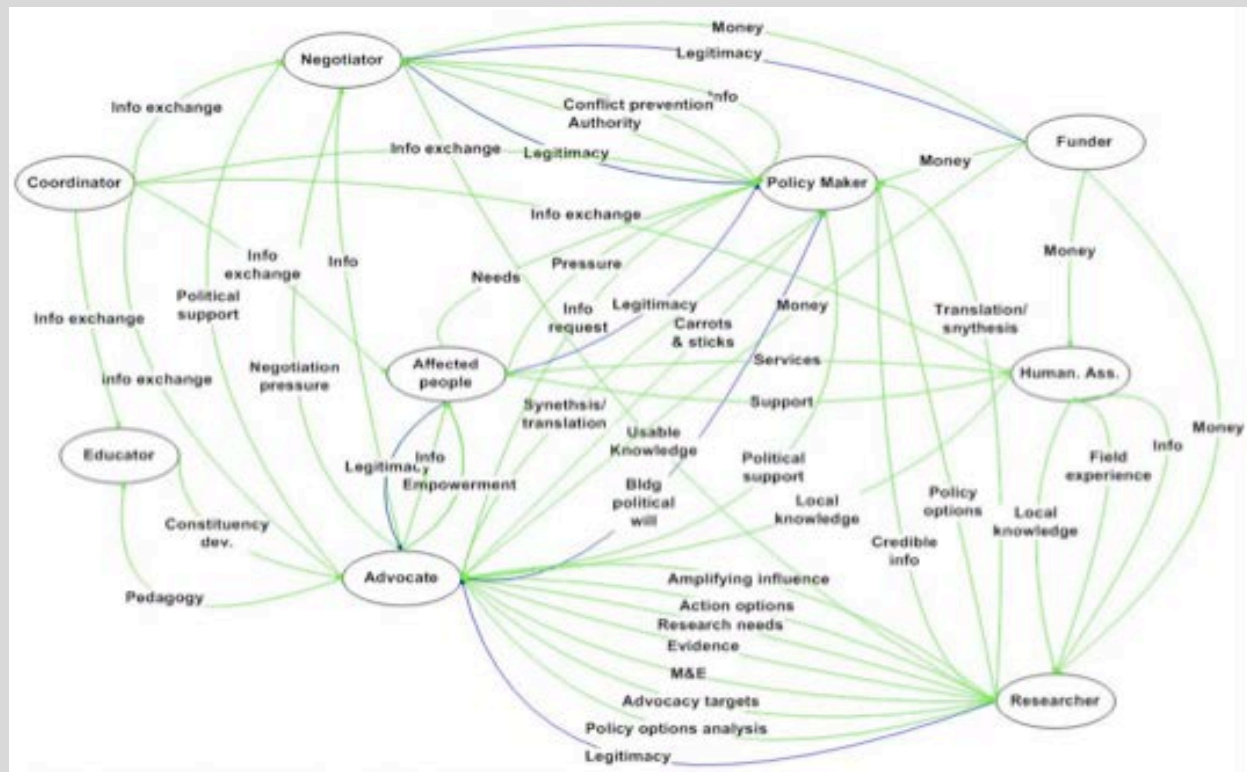 Money
Negotiator
Legitimacy
Info exchange
Conflict prevention
Info
Authority
Funder
Info exchange
Legitimacy
Money
Coordinator
Policy Maker
Info exchange
Money
Info
exchange
Info
Pressure
Needs
Political
support
Info
request
Legitimacy
Money
Translation/
snythesis
Info exchange
Carrots
& sticks
Negotiation
pressure
Affected
people
Services
Human. Ass.
info exchange
Support
Synethsis/
translation
Money
Educator
Usable
Knowledge
Info
Legitimacy
Info
Empowerment
Political
support
Field
experience
Bldg
political
will
Policy
options
Local
knowledge
Local
knowledge
Constituency
dev.
Credible
info
Advocate
Amplifying influence
Pedagogy
Action options
Research needs
Evidence
M&E
Advocacy targets
Researcher
Policy options analysis
Legitimacy